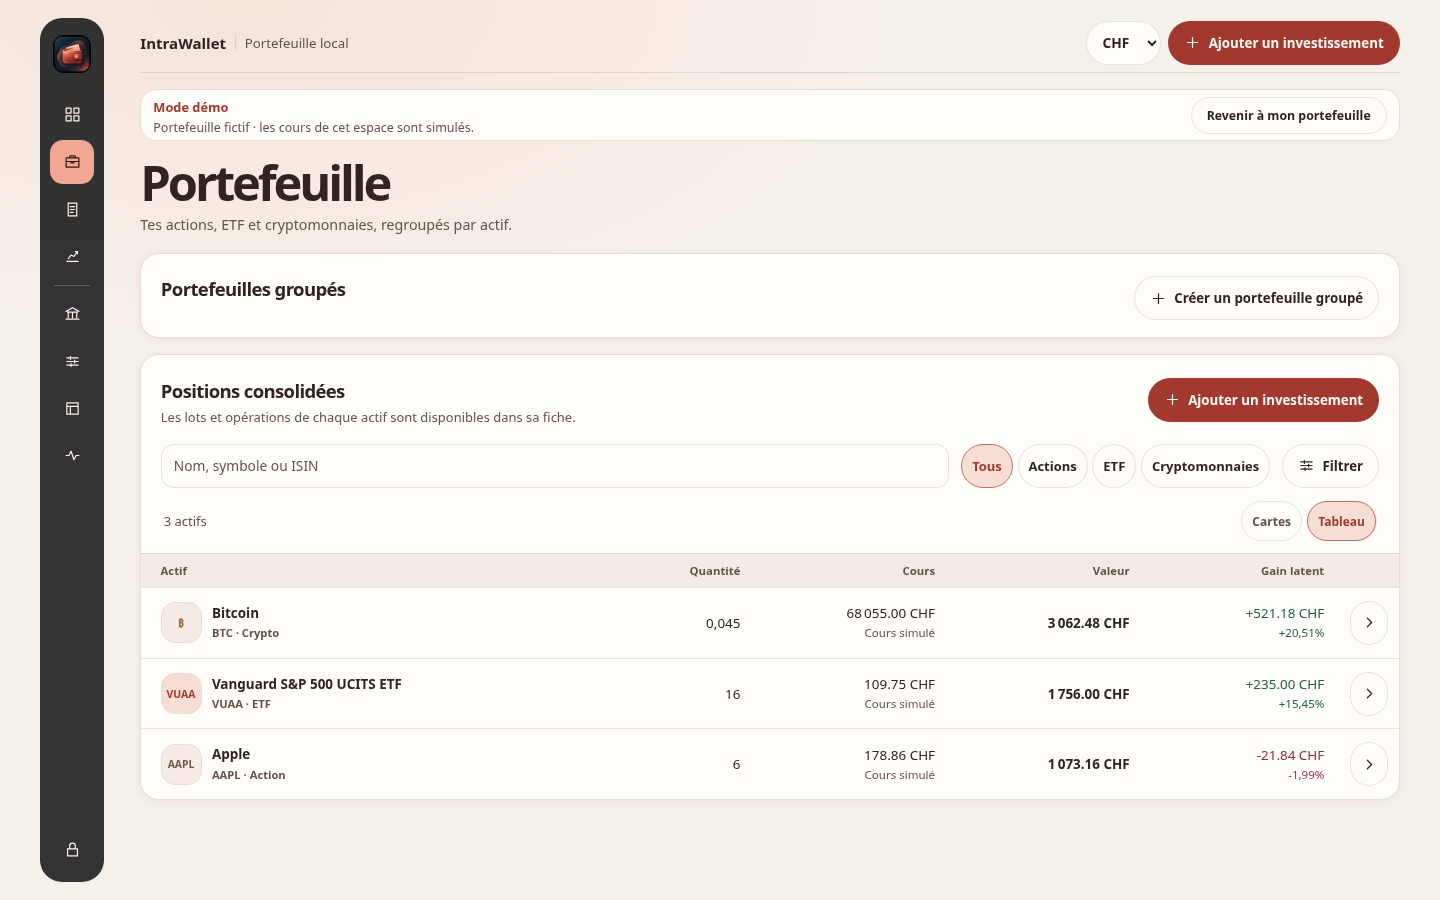 IntraWallet
Portefeuille local
CHF
Ajouter un investissement
Mode démo
Portefeuille fictif · les cours de cet espace sont simulés.
Revenir à mon portefeuille
Portefeuille
Tes actions, ETF et cryptomonnaies, regroupés par actif.
Portefeuilles groupés
Créer un portefeuille groupé
Positions consolidées
Les lots et opérations de chaque actif sont disponibles dans sa fiche.
Ajouter un investissement
Nom, symbole ou ISIN
Tous
Actions
ETF
Cryptomonnaies
Filtrer
3 actifs
Cartes
Tableau
Actif Quantité Cours Valeur Gain latent
฿ Bitcoin 0,045 68 055.00 CHF 3 062.48 CHF +521.18 CHF
BTC · Crypto Cours simulé +20,51%
VUAA Vanguard S&P 500 UCITS ETF 16 109.75 CHF 1 756.00 CHF +235.00 CHF
VUAA · ETF Cours simulé +15,45%
AAPL Apple 6 178.86 CHF 1 073.16 CHF -21.84 CHF
AAPL · Action Cours simulé -1,99%